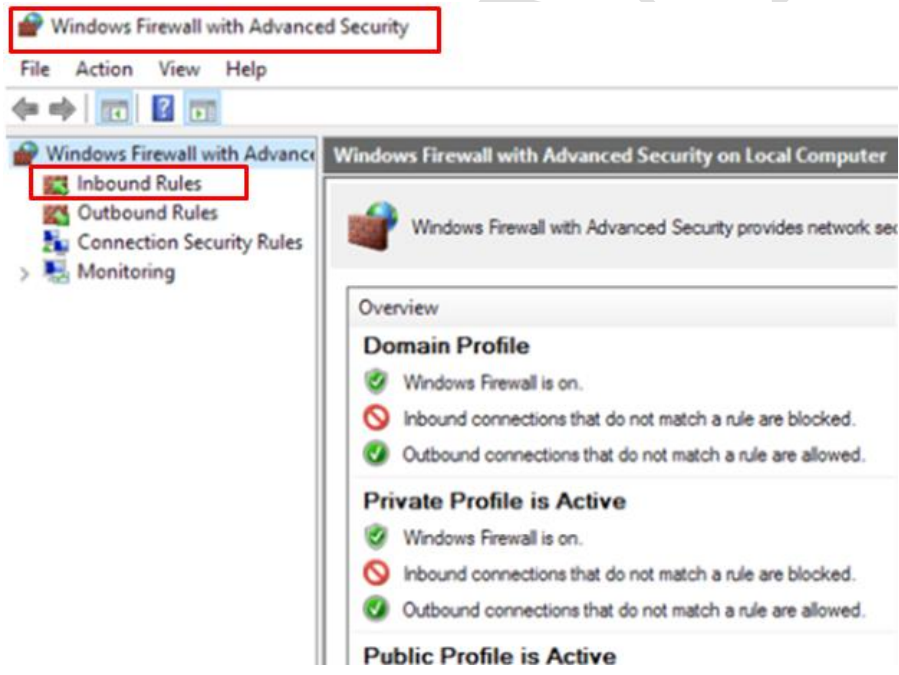 Windows Firewall with Advanced Security
File Action View Help
Windows Firewall with Advance
Inbound Rules
Outbound Rules
Connection Security Rules
Monitoring
Windows Firewall with Advanced Security on Local Computer
Windows Firewall with Advanced Security provides network sec
Overview
Domain Profile
Windows Firewall is on.
Inbound connections that do not match a rule are blocked.
Outbound connections that do not match a rule are allowed.
Private Profile is Active
Windows Firewall is on.
Inbound connections that do not match a rule are blocked.
Outbound connections that do not match a rule are allowed.
Public Profile is Active